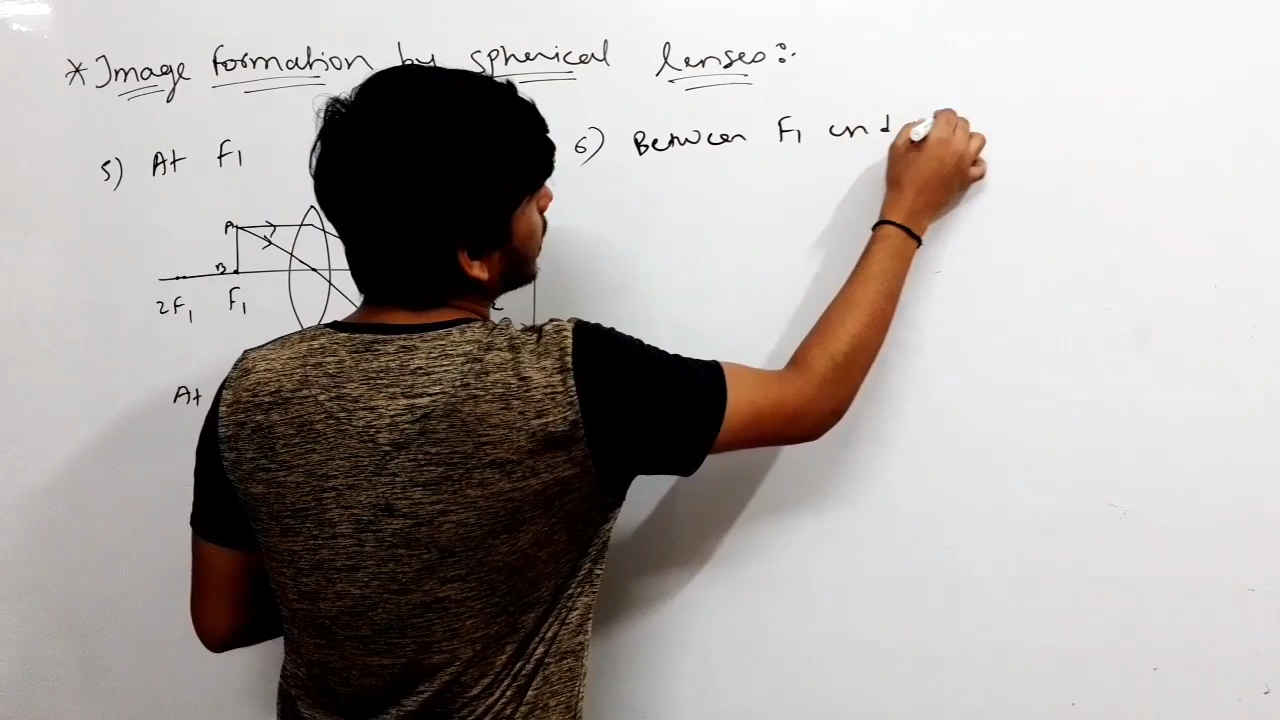 *Image formation by spherical lenses:-
5) At F1
6) Between F1 and
A
B
2F1 F1
At